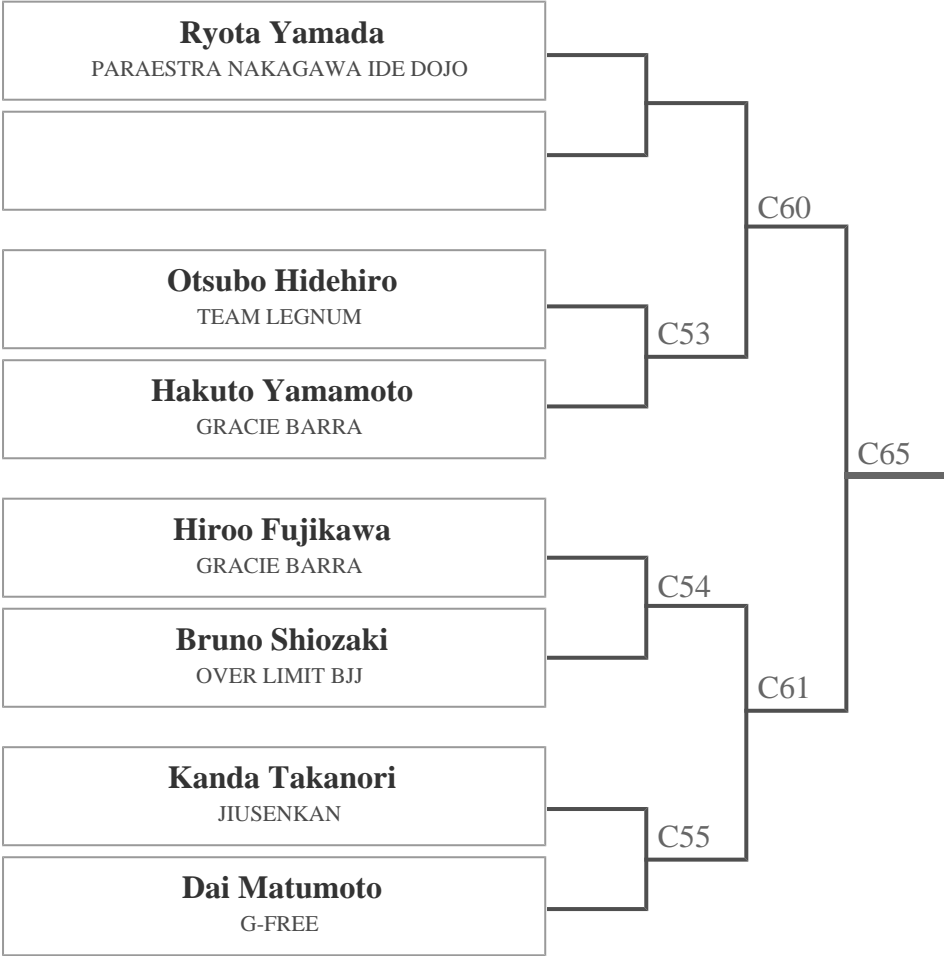 Ryota Yamada
PARAESTRA NAKAGAWA IDE DOJO
C60
Otsubo Hidehiro
TEAM LEGNUM
C53
Hakuto Yamamoto
GRACIE BARRA
C65
Hiroo Fujikawa
GRACIE BARRA
C54
Bruno Shiozaki
OVER LIMIT BJJ
C61
Kanda Takanori
JIUSENKAN
C55
Dai Matumoto
G-FREE